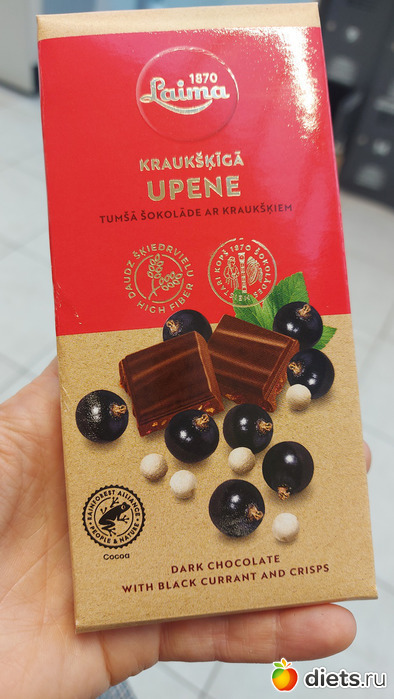 1870
Laima
KRAUKŠĶĪGĀ
UPENE
TUMŠĀ ŠOKOLĀDE AR KRAUKŠĶIEM
DAUDZ ŠĶIEDRVIELU
HIGH FIBER
KOPŠ 1870 ŠOKOLĀDES
RAINFOREST ALLIANCE
PEOPLE & NATURE
Cocoa
DARK CHOCOLATE
WITH BLACK CURRANT AND CRISPS
diets.ru